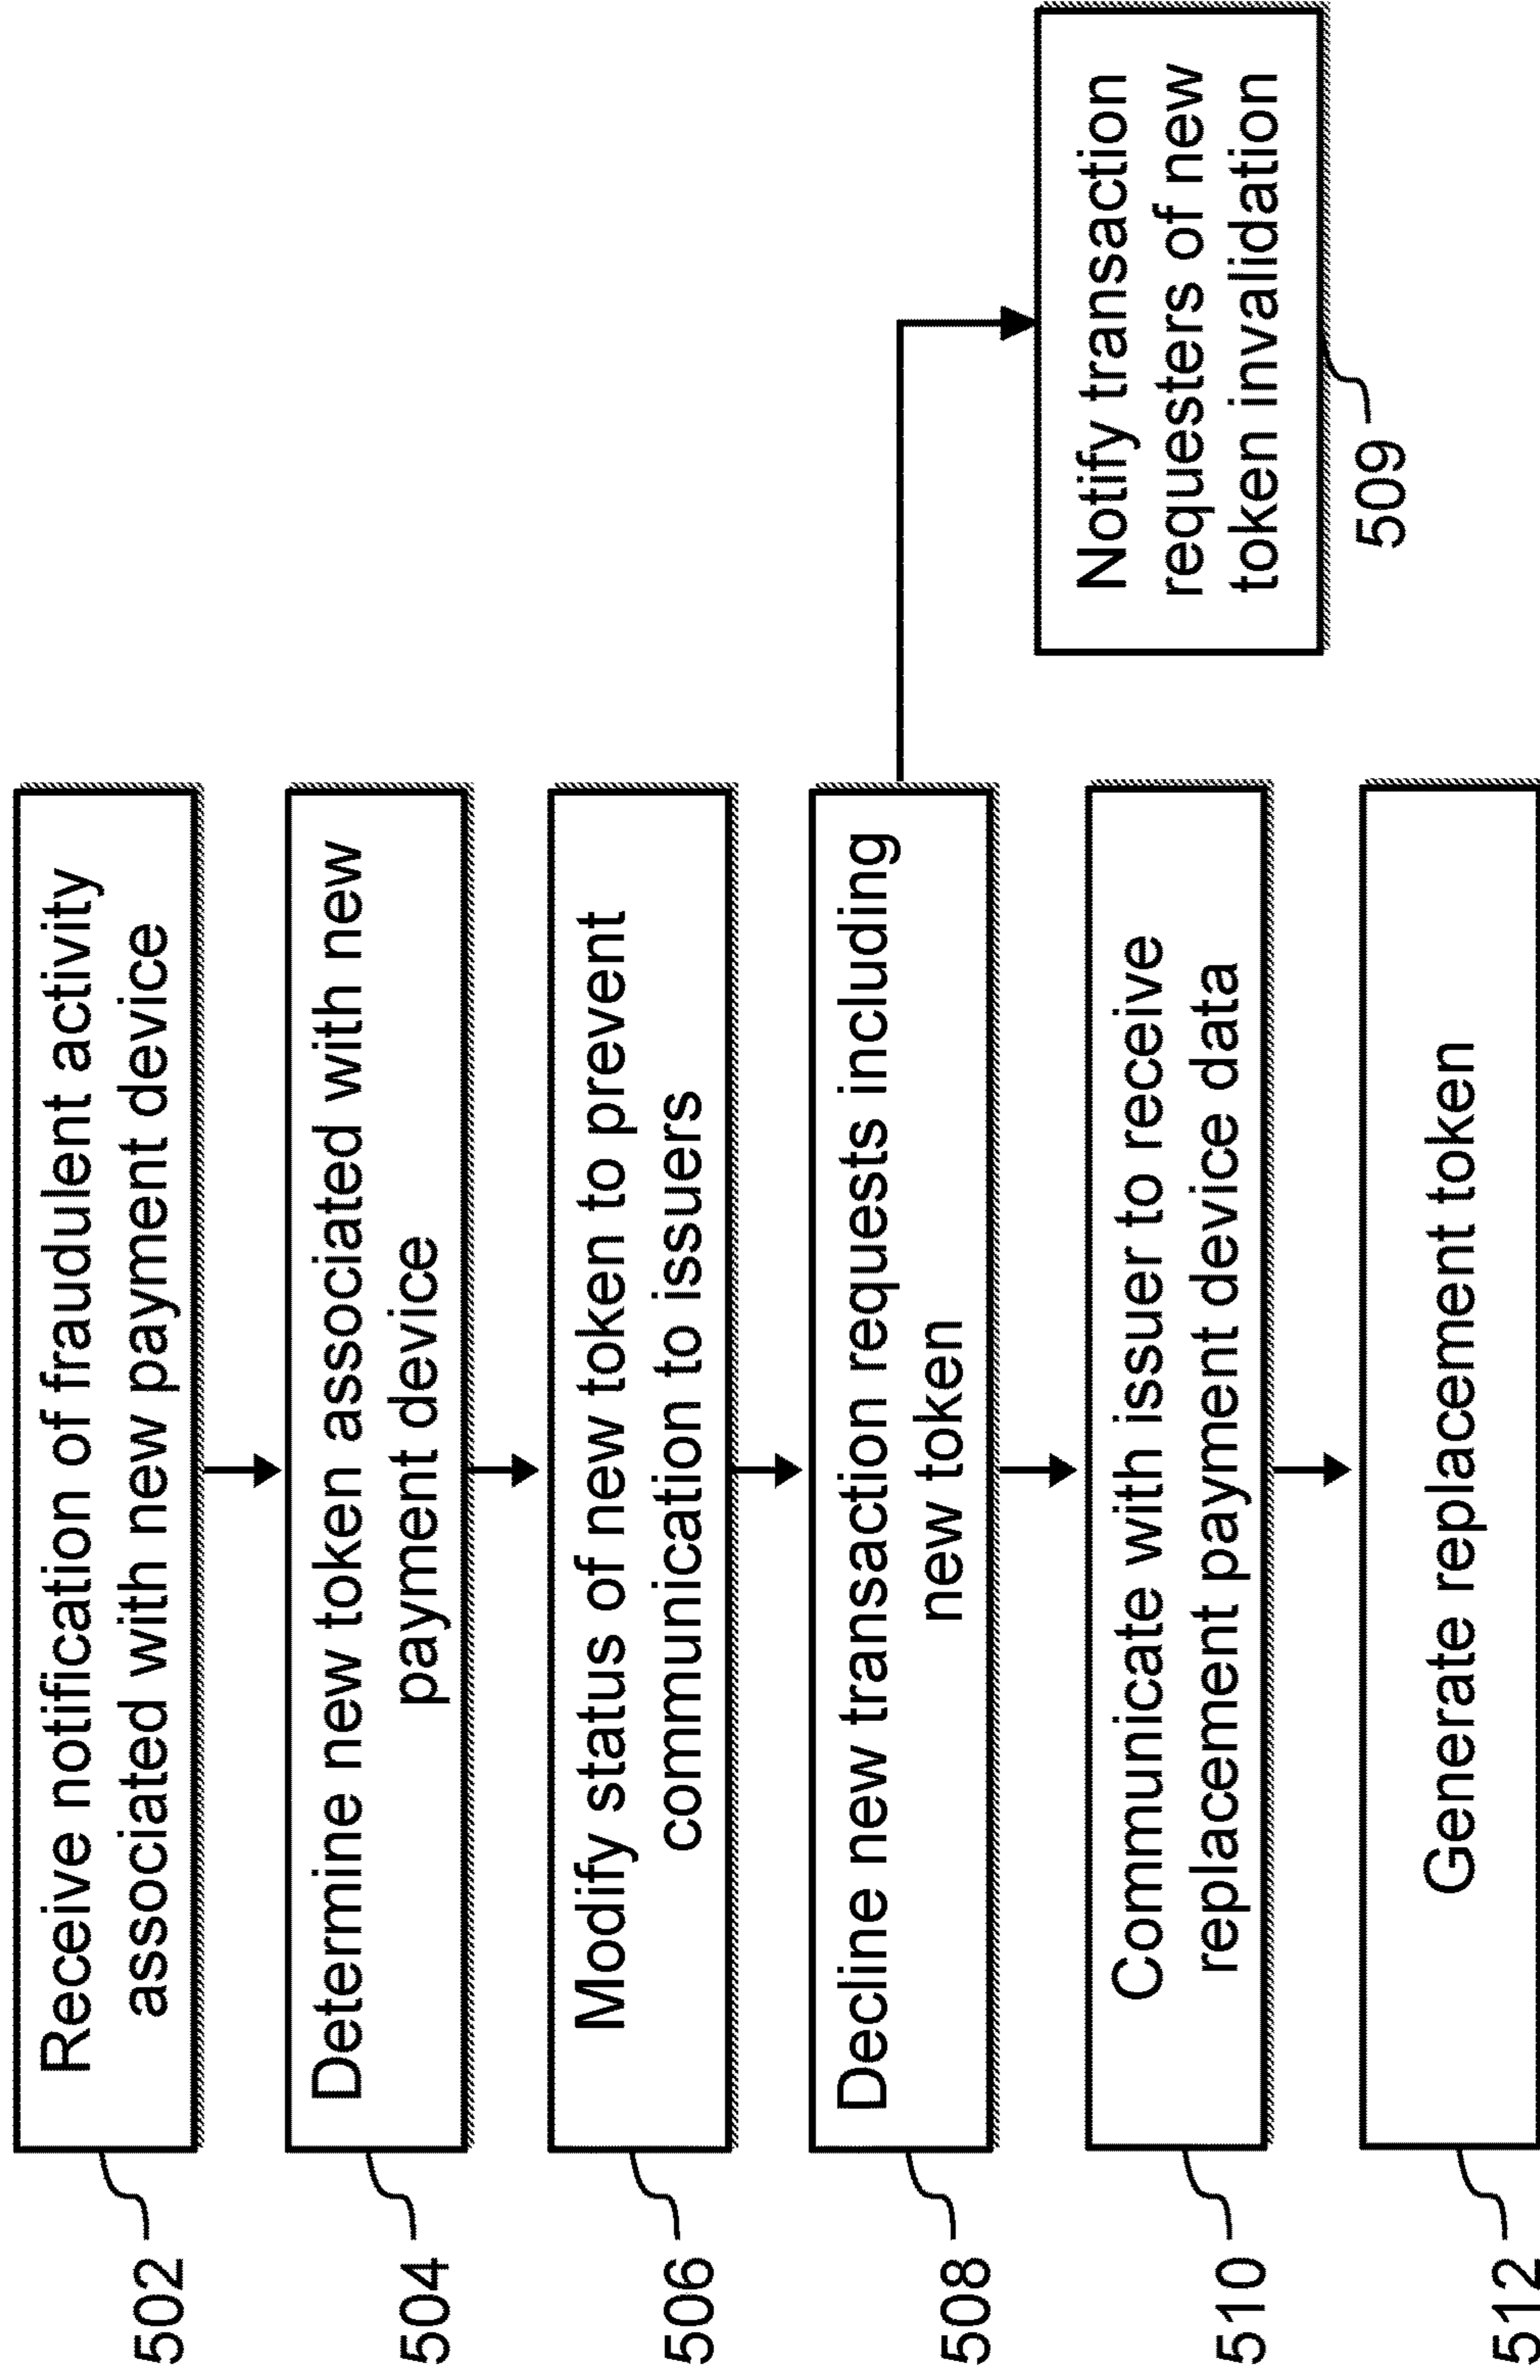 502
Receive notification of fraudulent activity
associated with new payment device
504
Determine new token associated with new
payment device
506
Modify status of new token to prevent
communication to issuers
508
Decline new transaction requests including
new token
Notify transaction
requesters of new
token invalidation
509
510
Communicate with issuer to receive
replacement payment device data
512
Generate replacement token